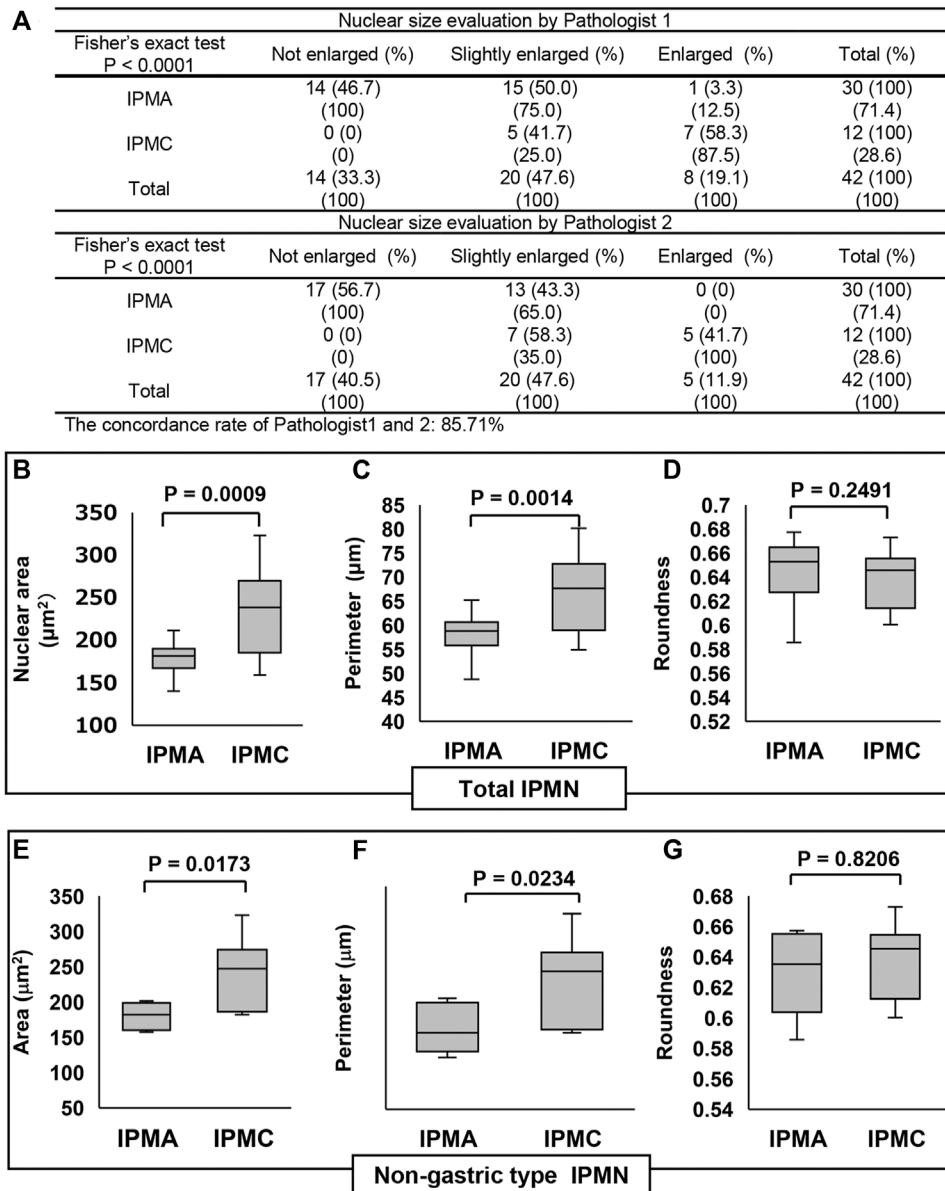 A
Nuclear size evaluation by Pathologist 1
Fisher's exact test
P < 0.0001
Not enlarged (%) Slightly enlarged (%) Enlarged (%) Total (%)
IPMA
14 (46.7) 15 (50.0) 1 (3.3) 30 (100)
(100) (75.0) (12.5) (71.4)
IPMC
0 (0) 5 (41.7) 7 (58.3) 12 (100)
(0) (25.0) (87.5) (28.6)
Total
14 (33.3) 20 (47.6) 8 (19.1) 42 (100)
(100) (100) (100) (100)
Nuclear size evaluation by Pathologist 2
Fisher's exact test
P < 0.0001
Not enlarged (%) Slightly enlarged (%) Enlarged (%) Total (%)
IPMA
17 (56.7) 13 (43.3) 0 (0) 30 (100)
(100) (65.0) (0) (71.4)
IPMC
0 (0) 7 (58.3) 5 (41.7) 12 (100)
(0) (35.0) (100) (28.6)
Total
17 (40.5) 20 (47.6) 5 (11.9) 42 (100)
(100) (100) (100) (100)
The concordance rate of Pathologist1 and 2: 85.71%
B
P = 0.0009
Nuclear area
(µm²)
350
300
250
200
150
100
IPMA IPMC
C
P = 0.0014
Perimeter (µm)
85
80
75
70
65
60
55
50
45
40
IPMA IPMC
D
P = 0.2491
Roundness
0.7
0.68
0.66
0.64
0.62
0.6
0.58
0.56
0.54
0.52
IPMA IPMC
Total IPMN
E
P = 0.0173
Area (µm²)
350
300
250
200
150
100
50
IPMA IPMC
F
P = 0.0234
Perimeter (µm)
IPMA IPMC
G
P = 0.8206
Roundness
0.68
0.66
0.64
0.62
0.6
0.58
0.56
0.54
IPMA IPMC
Non-gastric type IPMN